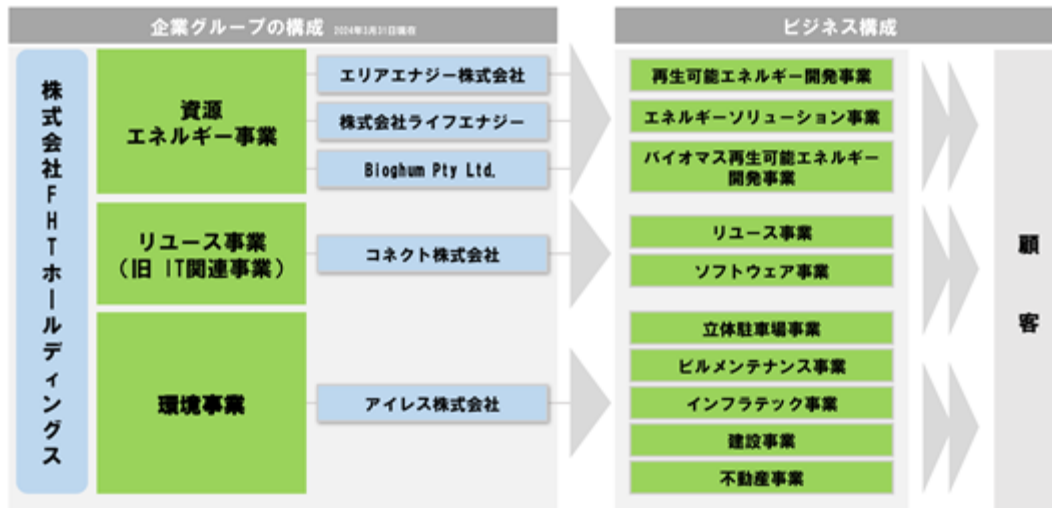 企業グループの構成 2024年3月31日現在
ビジネス構成
株式会社FHTホールディングス
資源
エネルギー事業
エリアエナジー株式会社
株式会社ライフエナジー
Bioghum Pty Ltd.
リユース事業
(旧 IT関連事業)
コネクト株式会社
環境事業
アイレス株式会社
再生可能エネルギー開発事業
エネルギーソリューション事業
バイオマス再生可能エネルギー
開発事業
リユース事業
ソフトウェア事業
立体駐車場事業
ビルメンテナンス事業
インフラテック事業
建設事業
不動産事業
顧客